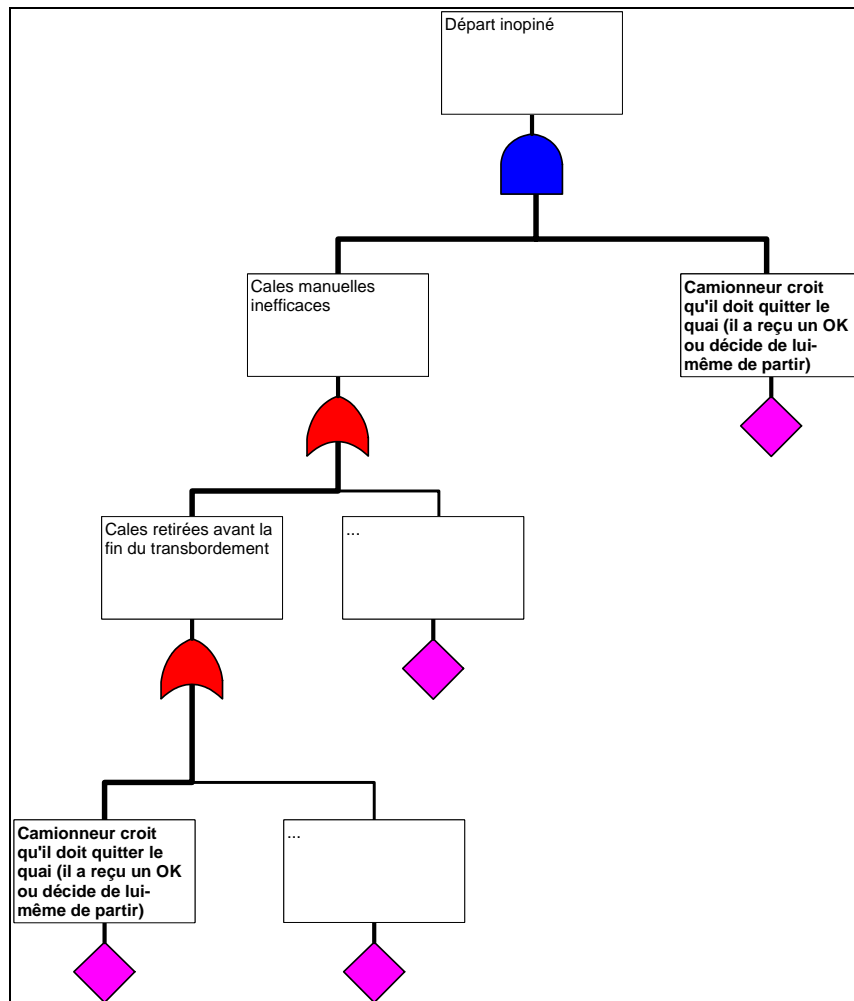 Départ inopiné
Cales manuelles
inefficaces
Camionneur croit
qu'il doit quitter le
quai (il a reçu un OK
ou décide de lui-
même de partir)
Cales retirées avant la
fin du transbordement
...
Camionneur croit
qu'il doit quitter le
quai (il a reçu un OK
ou décide de lui-
même de partir)
...